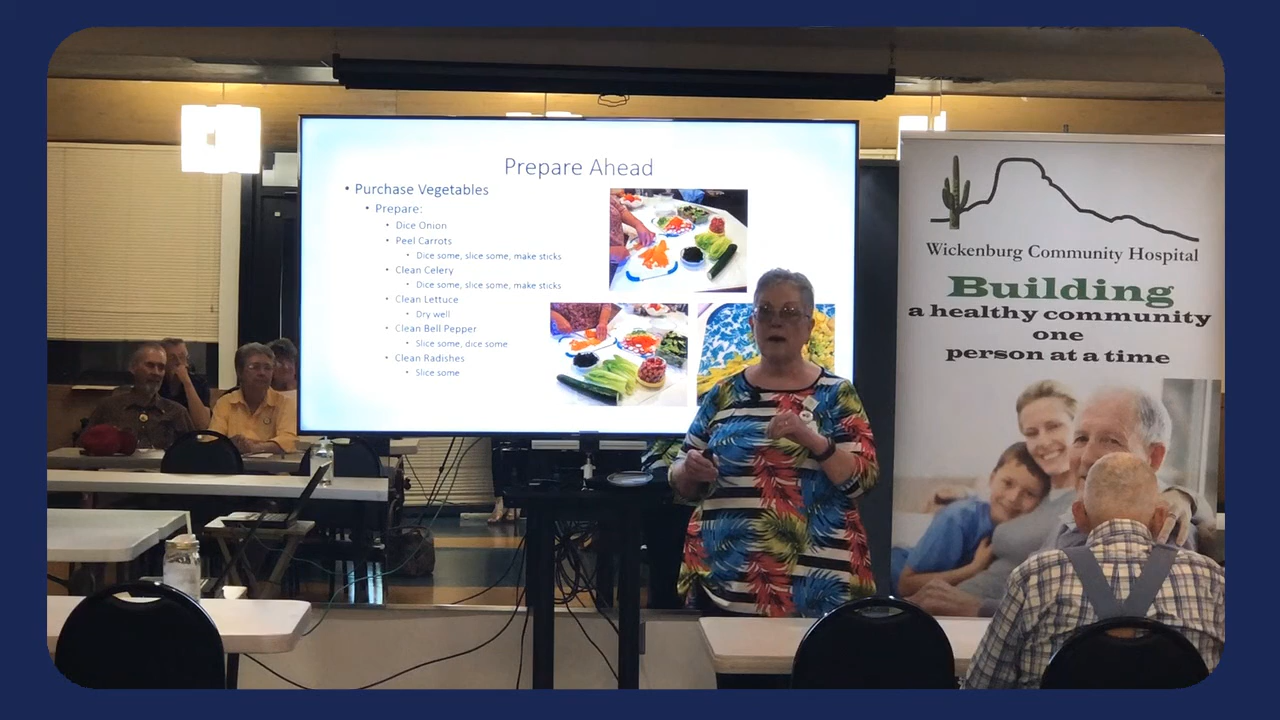 Prepare Ahead
• Purchase Vegetables
• Prepare:
• Dice Onion
• Peel Carrots
• Dice some, slice some, make sticks
• Clean Celery
• Dice some, slice some, make sticks
• Clean Lettuce
• Dry well
• Clean Bell Pepper
• Slice some, dice some
• Clean Radishes
• Slice some
Wickenburg Community Hospital
Building
a healthy community
one
person at a time